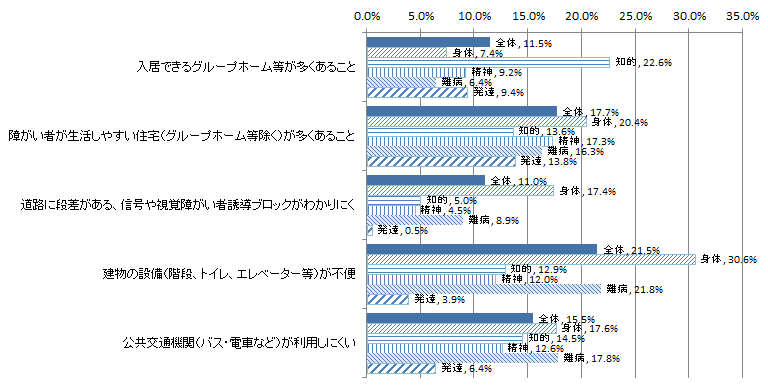 0.0% 5.0% 10.0% 15.0% 20.0% 25.0% 30.0% 35.0%
入居できるグループホーム等が多くあること
全体, 11.5%
身体, 7.4%
知的, 22.6%
精神, 9.2%
難病, 6.4%
発達, 9.4%
障がい者が生活しやすい住宅(グループホーム等除く)が多くあること
全体, 17.7%
身体, 20.4%
知的, 13.6%
精神, 17.3%
難病, 16.3%
発達, 13.8%
道路に段差がある、信号や視覚障がい者誘導ブロックがわかりにく
全体, 11.0%
身体, 17.4%
知的, 5.0%
精神, 4.5%
難病, 8.9%
発達, 0.5%
建物の設備(階段、トイレ、エレベーター等)が不便
全体, 21.5%
身体, 30.6%
知的, 12.9%
精神, 12.0%
難病, 21.8%
発達, 3.9%
公共交通機関(バス・電車など)が利用しにくい
全体, 15.5%
身体, 17.6%
知的, 14.5%
精神, 12.6%
難病, 17.8%
発達, 6.4%